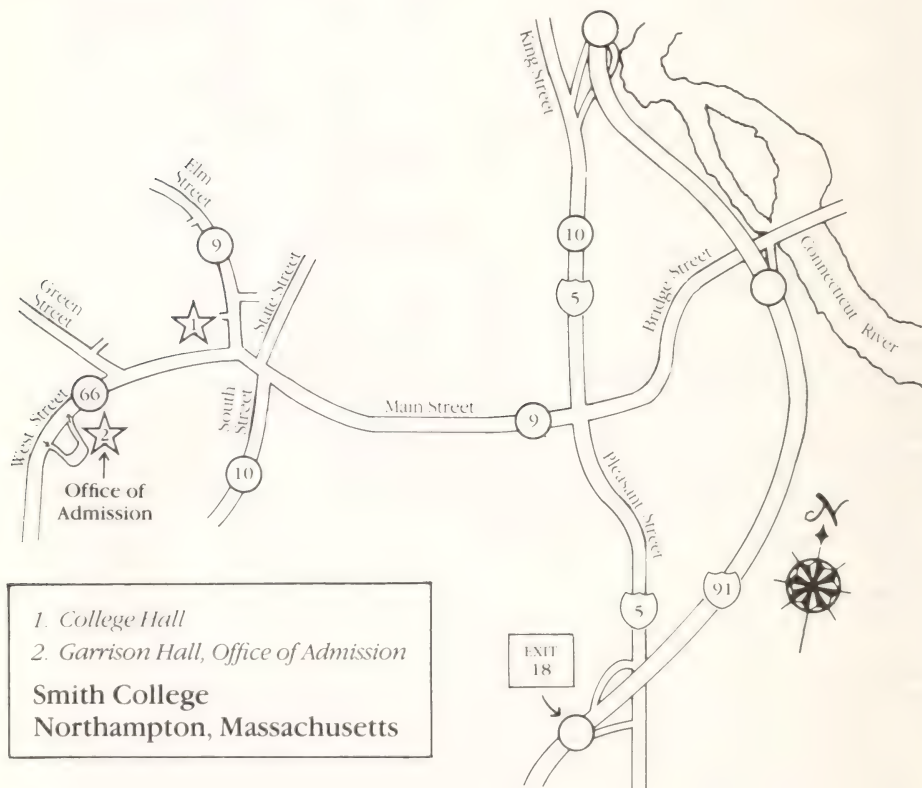 King Street
Elm
Street
9
State Street
10
Green
Street
1
5
Bridge Street
Connecticut River
66
West Street
2
South
Street
Main Street
9
Office of
Admission
10
Pleasant Street
N
91
5
EXIT
18
1. College Hall
2. Garrison Hall, Office of Admission
Smith College
Northampton, Massachusetts